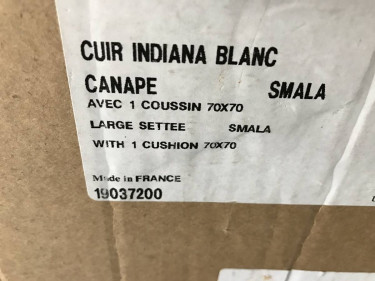 CUIR INDIANA BLANC
CANAPE SMALA
AVEC 1 COUSSIN 70X70
LARGE SETTEE SMALA
WITH 1 CUSHION 70X70
Made in FRANCE
19037200